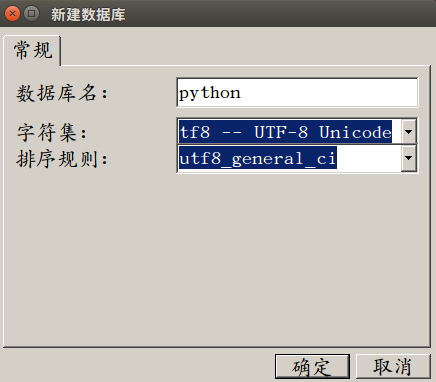 新建数据库
常规
数据库名： python
字符集： tf8 -- UTF-8 Unicode
排序规则： utf8_general_ci
确定 取消